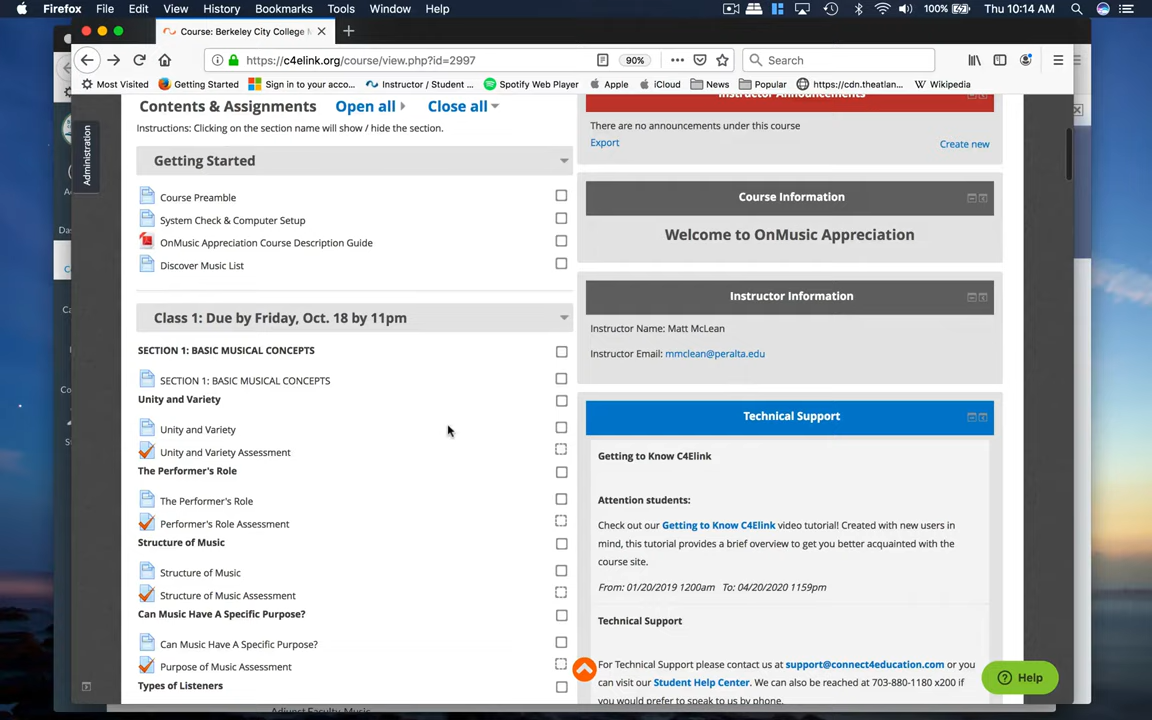 Firefox File Edit View History Bookmarks Tools Window Help 100% Thu 10:14 AM
Course: Berkeley City College M
https://c4elink.org/course/view.php?id=2997 90% Search
Most Visited Getting Started Sign in to your acco... Instructor / Student ... Spotify Web Player Apple iCloud News Popular https://cdn.theatlan... Wikipedia
Administration
Contents & Assignments Open all Close all
Instructions: Clicking on the section name will show / hide the section.
Getting Started
Course Preamble
System Check & Computer Setup
OnMusic Appreciation Course Description Guide
Discover Music List
Class 1: Due by Friday, Oct. 18 by 11pm
SECTION 1: BASIC MUSICAL CONCEPTS
SECTION 1: BASIC MUSICAL CONCEPTS
Unity and Variety
Unity and Variety
Unity and Variety Assessment
The Performer's Role
The Performer's Role
Performer's Role Assessment
Structure of Music
Structure of Music
Structure of Music Assessment
Can Music Have A Specific Purpose?
Can Music Have A Specific Purpose?
Purpose of Music Assessment
Types of Listeners
Instructor Announcements
There are no announcements under this course
Export Create new
Course Information
Welcome to OnMusic Appreciation
Instructor Information
Instructor Name: Matt McLean
Instructor Email: mmclean@peralta.edu
Technical Support
Getting to Know C4Elink
Attention students:
Check out our Getting to Know C4Elink video tutorial! Created with new users in
mind, this tutorial provides a brief overview to get you better acquainted with the
course site.
From: 01/20/2019 1200am To: 04/20/2020 1159pm
Technical Support
For Technical Support please contact us at support@connect4education.com or you
can visit our Student Help Center. We can also be reached at 703-880-1180 x200 if
you would prefer to speak to us by phone.
Help
Adjunct Faculty Music